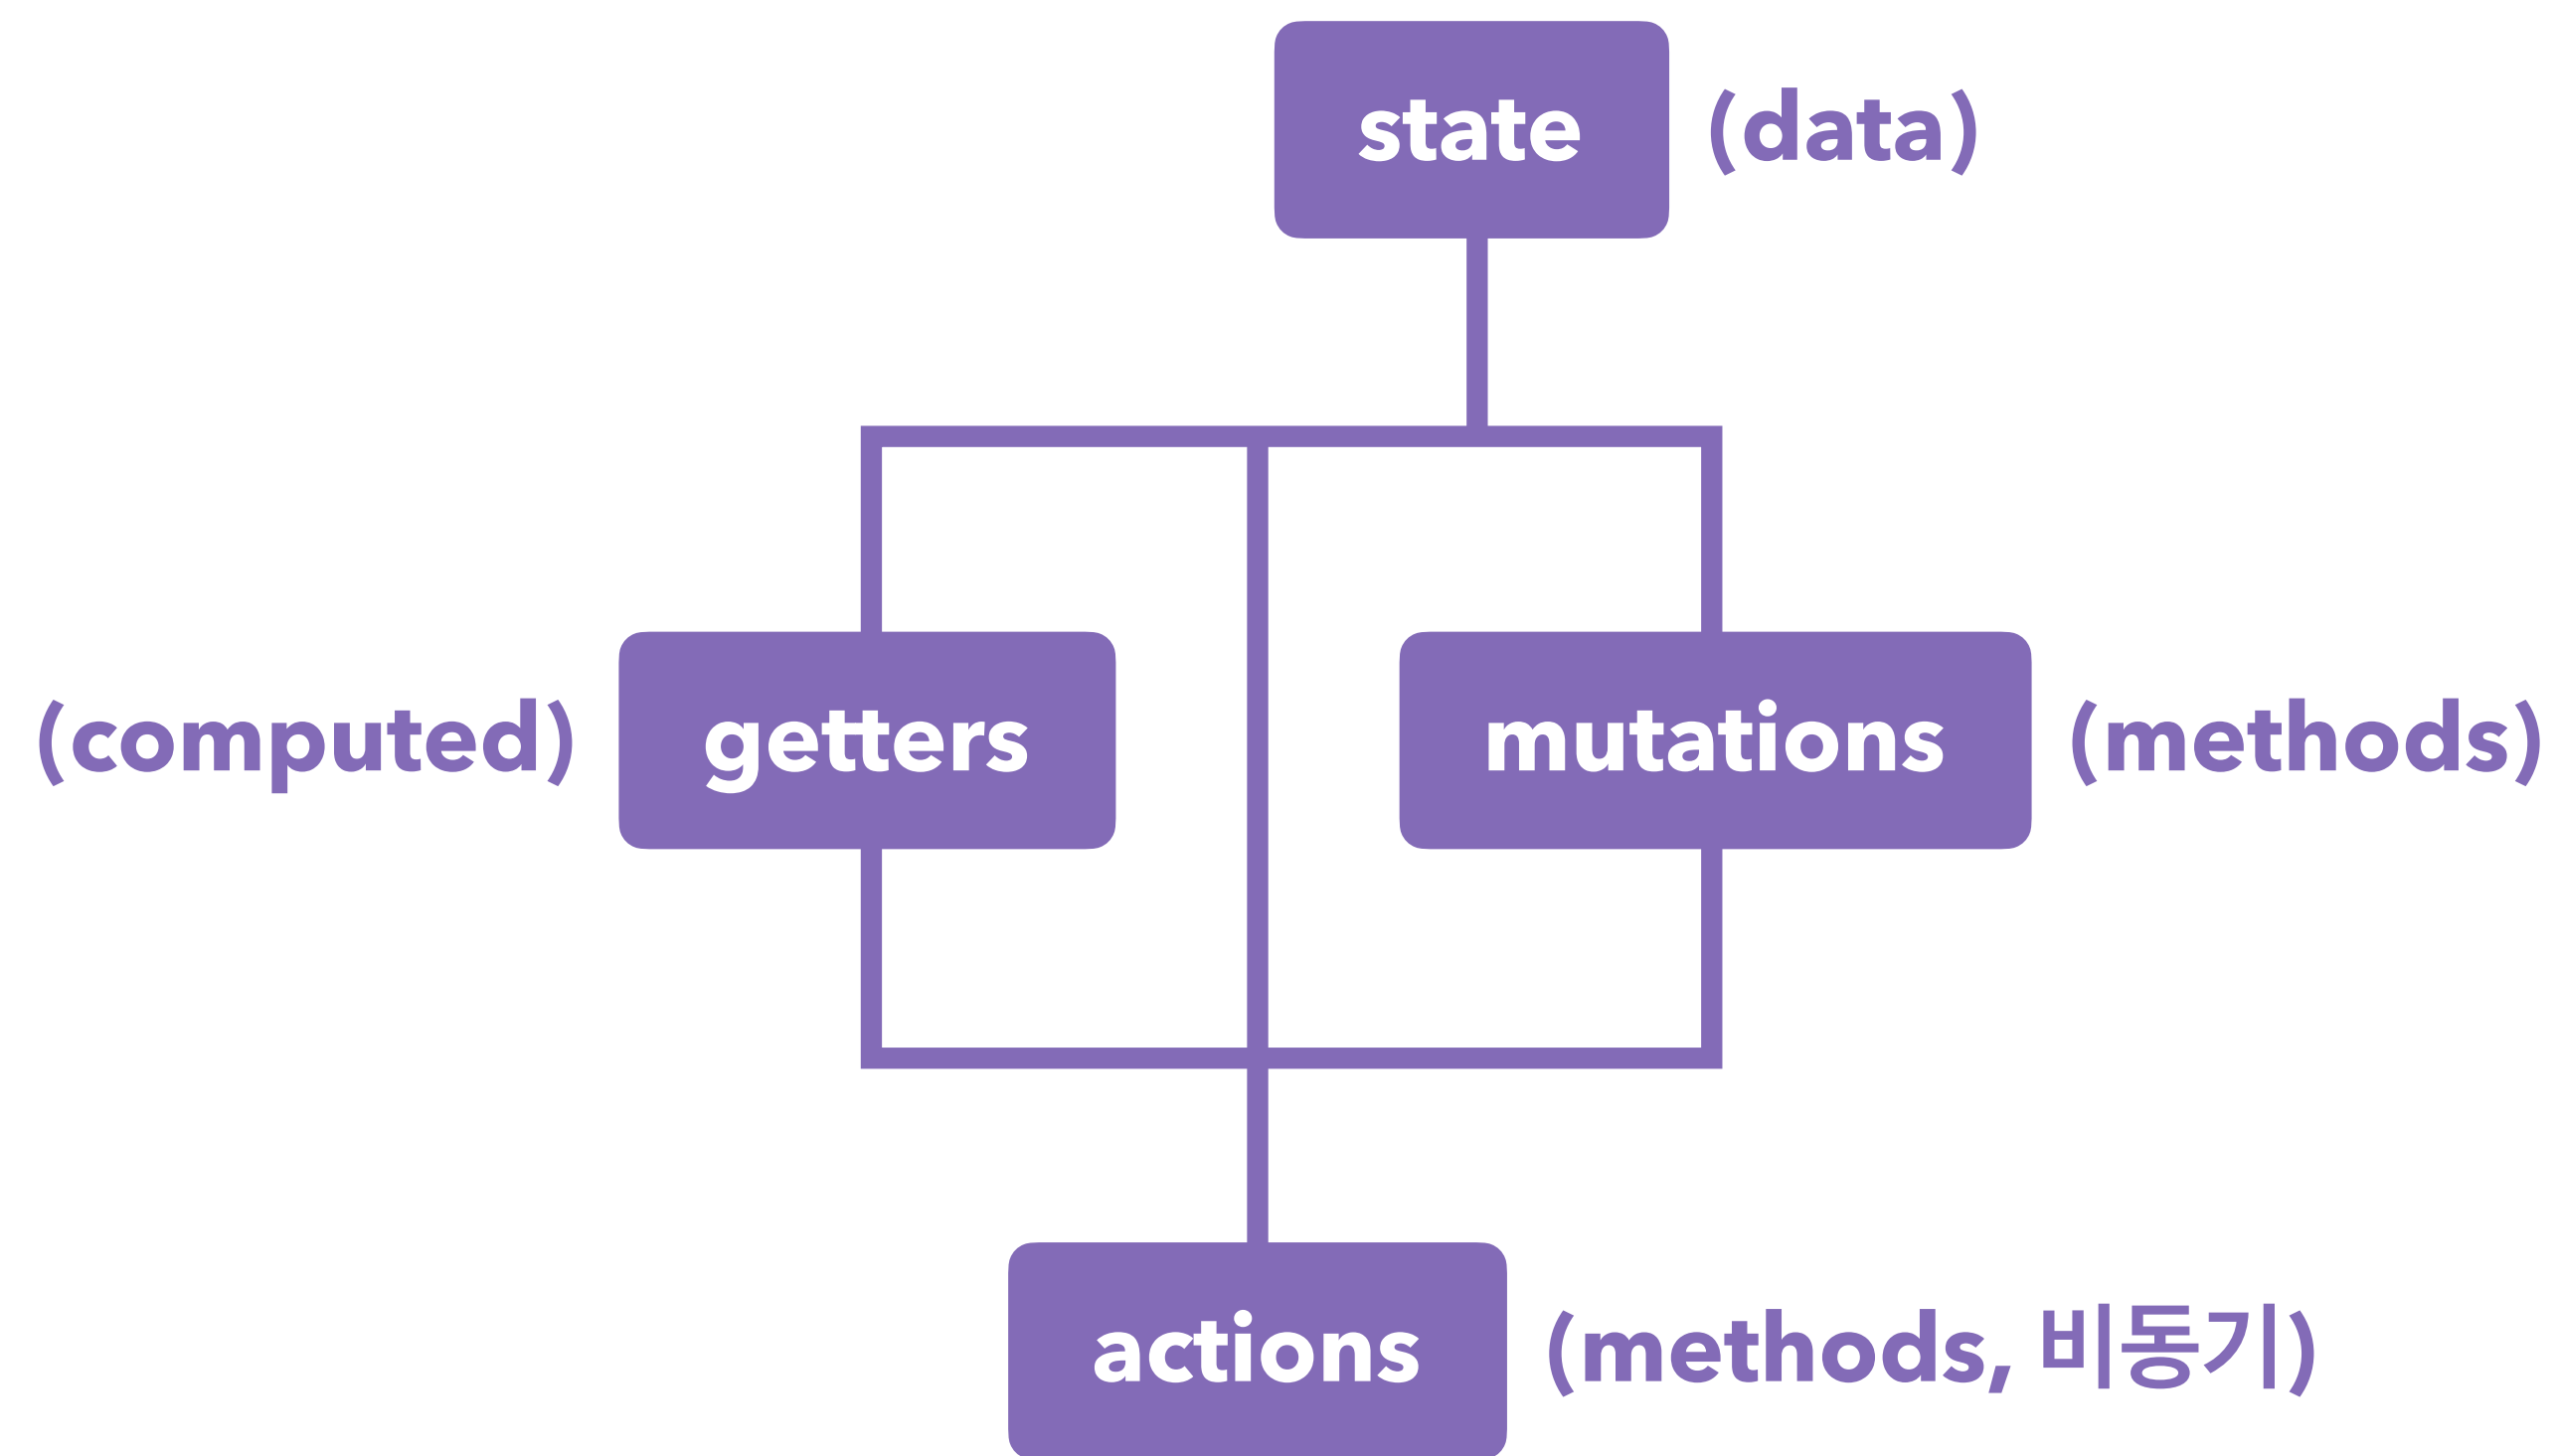 state (data)
(computed) getters mutations (methods)
actions (methods, 비동기)